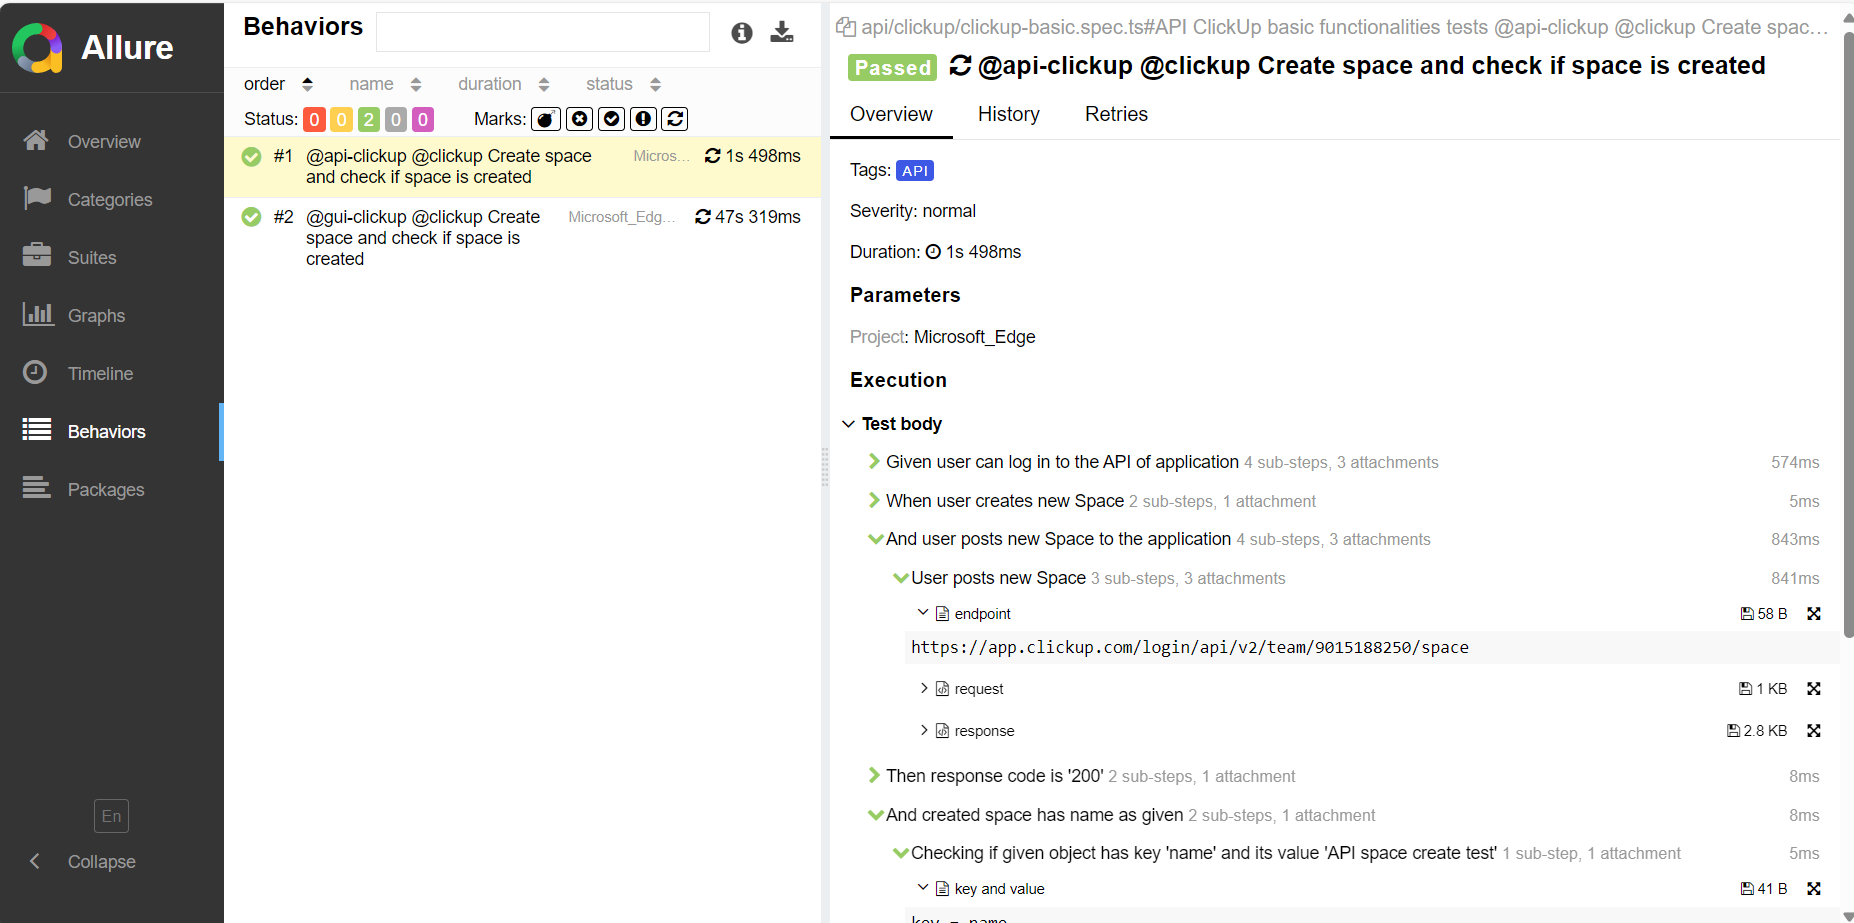 Allure
Overview
Categories
Suites
Graphs
Timeline
Behaviors
Packages
En
Collapse
Behaviors
order name duration status
Status: 0 0 2 0 0 Marks:
#1 @api-clickup @clickup Create space Micros... 1s 498ms
and check if space is created
#2 @gui-clickup @clickup Create Microsoft_Edg... 47s 319ms
space and check if space is
created
api/clickup/clickup-basic.spec.ts#API ClickUp basic functionalities tests @api-clickup @clickup Create spac...
Passed @api-clickup @clickup Create space and check if space is created
Overview History Retries
Tags: API
Severity: normal
Duration: 1s 498ms
Parameters
Project: Microsoft_Edge
Execution
Test body
Given user can log in to the API of application 4 sub-steps, 3 attachments 574ms
When user creates new Space 2 sub-steps, 1 attachment 5ms
And user posts new Space to the application 4 sub-steps, 3 attachments 843ms
User posts new Space 3 sub-steps, 3 attachments 841ms
endpoint 58 B
https://app.clickup.com/login/api/v2/team/9015188250/space
request 1 KB
response 2.8 KB
Then response code is '200' 2 sub-steps, 1 attachment 8ms
And created space has name as given 2 sub-steps, 1 attachment 8ms
Checking if given object has key 'name' and its value 'API space create test' 1 sub-step, 1 attachment 5ms
key and value 41 B
key = name